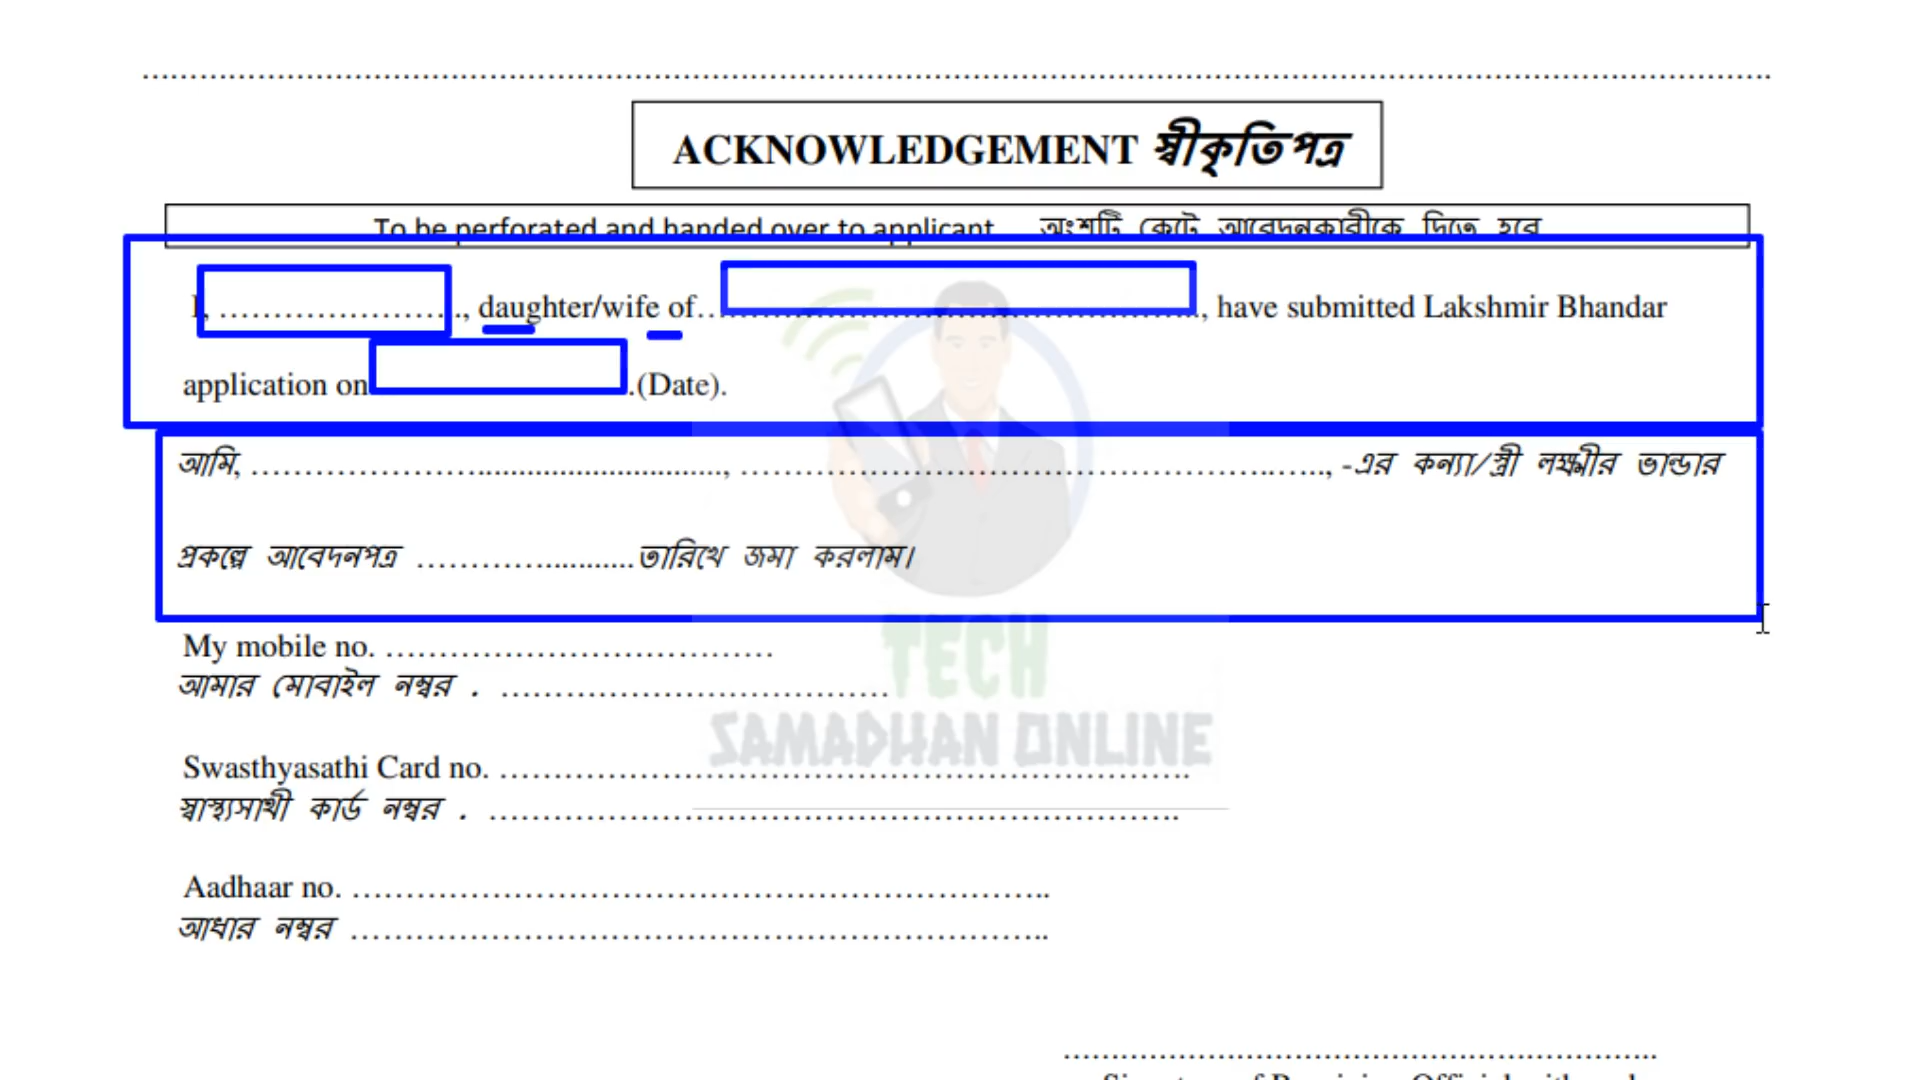 ACKNOWLEDGEMENT স্বীকৃতিপত্র
To be perforated and handed over to applicant অংশটি কেটে আবেদনকারীকে দিতে হবে
I, ......................., daughter/wife of................................................, have submitted Lakshmir Bhandar
application on .(Date).
আমি, ................................................., ................................................., -এর কন্যা/স্ত্রী লক্ষ্মীর ভান্ডার
প্রকল্পে আবেদনপত্র .......................তারিখে জমা করলাম।
My mobile no. ....................................
আমার মোবাইল নম্বর . ....................................
TECH
SAMADHAN ONLINE
Swasthyasathi Card no. ................................................................
স্বাস্থ্যসাথী কার্ড নম্বর . ................................................................
Aadhaar no. ................................................................
আধার নম্বর ................................................................